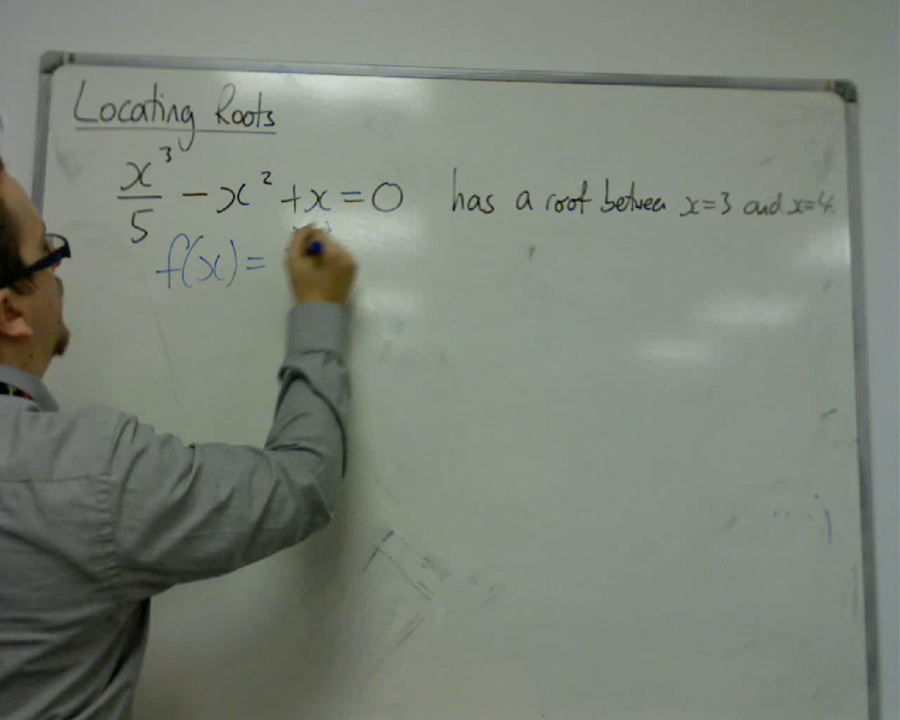 Locating Roots
x³/5 - x² + x = 0 has a root between x=3 and x=4.
f(x) =